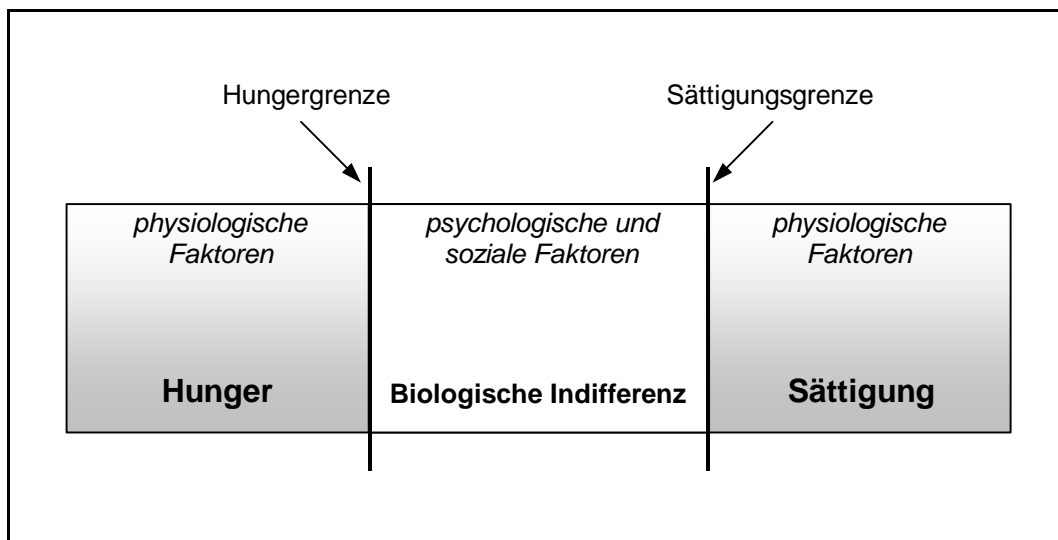 Hungergrenze
Sättigungsgrenze
physiologische
Faktoren
psychologische und
soziale Faktoren
physiologische
Faktoren
Hunger
Biologische Indifferenz
Sättigung